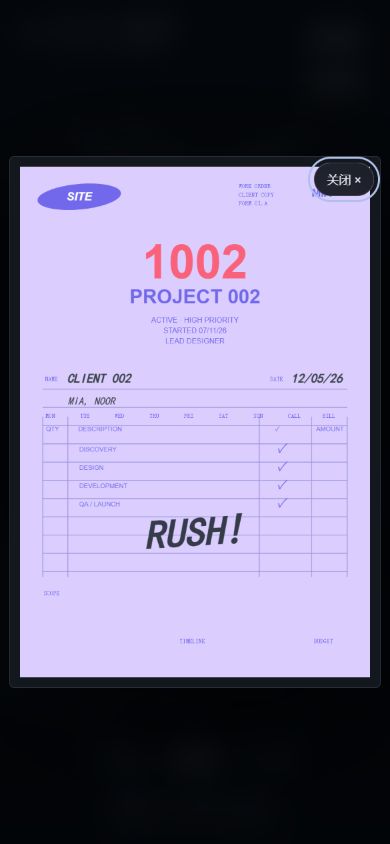 关闭 ×
SITE
WORK ORDER
CLIENT COPY
FORM CL.A
1002
PROJECT 002
ACTIVE · HIGH PRIORITY
STARTED 07/11/26
LEAD DESIGNER
NAME CLIENT 002 DATE 12/05/26
MIA, NOOR
MON TUE WED THU FRI SAT SUN CALL BILL
QTY DESCRIPTION ✓ AMOUNT
DISCOVERY ✓
DESIGN ✓
DEVELOPMENT ✓
QA / LAUNCH ✓
RUSH!
SCOPE
TIMELINE BUDGET